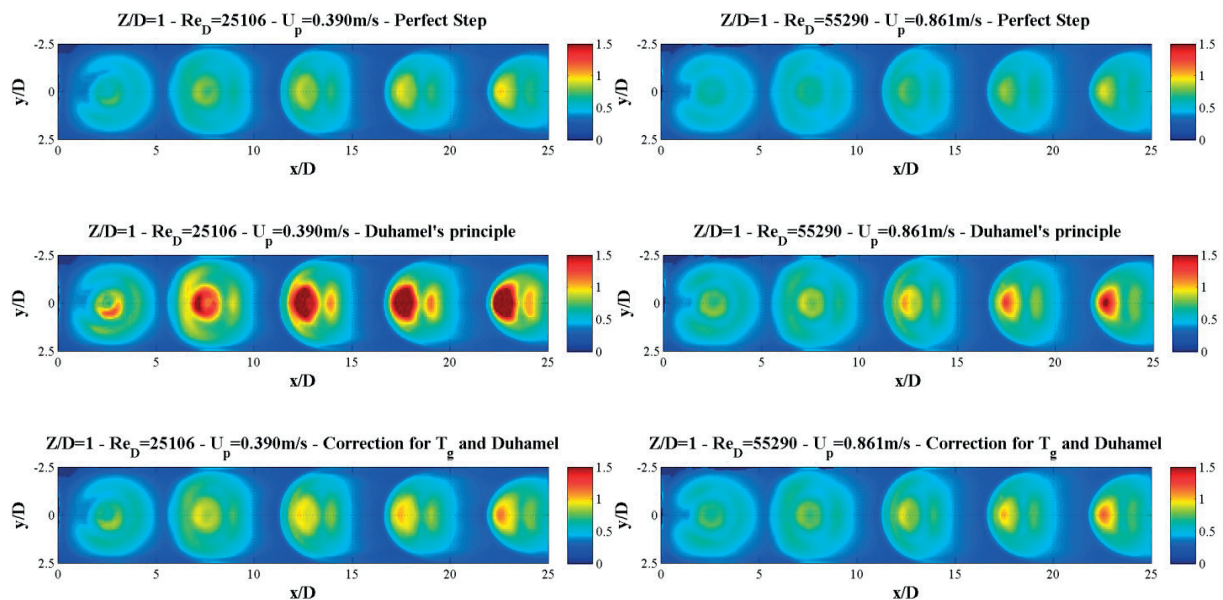 Z/D=1 - Re_D=25106 - U_p=0.390m/s - Perfect Step
-2.5
0
2.5
y/D
0 5 10 15 20 25
x/D
1.5
1
0.5
0
Z/D=1 - Re_D=55290 - U_p=0.861m/s - Perfect Step
-2.5
0
2.5
y/D
0 5 10 15 20 25
x/D
1.5
1
0.5
0
Z/D=1 - Re_D=25106 - U_p=0.390m/s - Duhamel's principle
-2.5
0
2.5
y/D
0 5 10 15 20 25
x/D
1.5
1
0.5
0
Z/D=1 - Re_D=55290 - U_p=0.861m/s - Duhamel's principle
-2.5
0
2.5
y/D
0 5 10 15 20 25
x/D
1.5
1
0.5
0
Z/D=1 - Re_D=25106 - U_p=0.390m/s - Correction for T_g and Duhamel
-2.5
0
2.5
y/D
0 5 10 15 20 25
x/D
1.5
1
0.5
0
Z/D=1 - Re_D=55290 - U_p=0.861m/s - Correction for T_g and Duhamel
-2.5
0
2.5
y/D
0 5 10 15 20 25
x/D
1.5
1
0.5
0